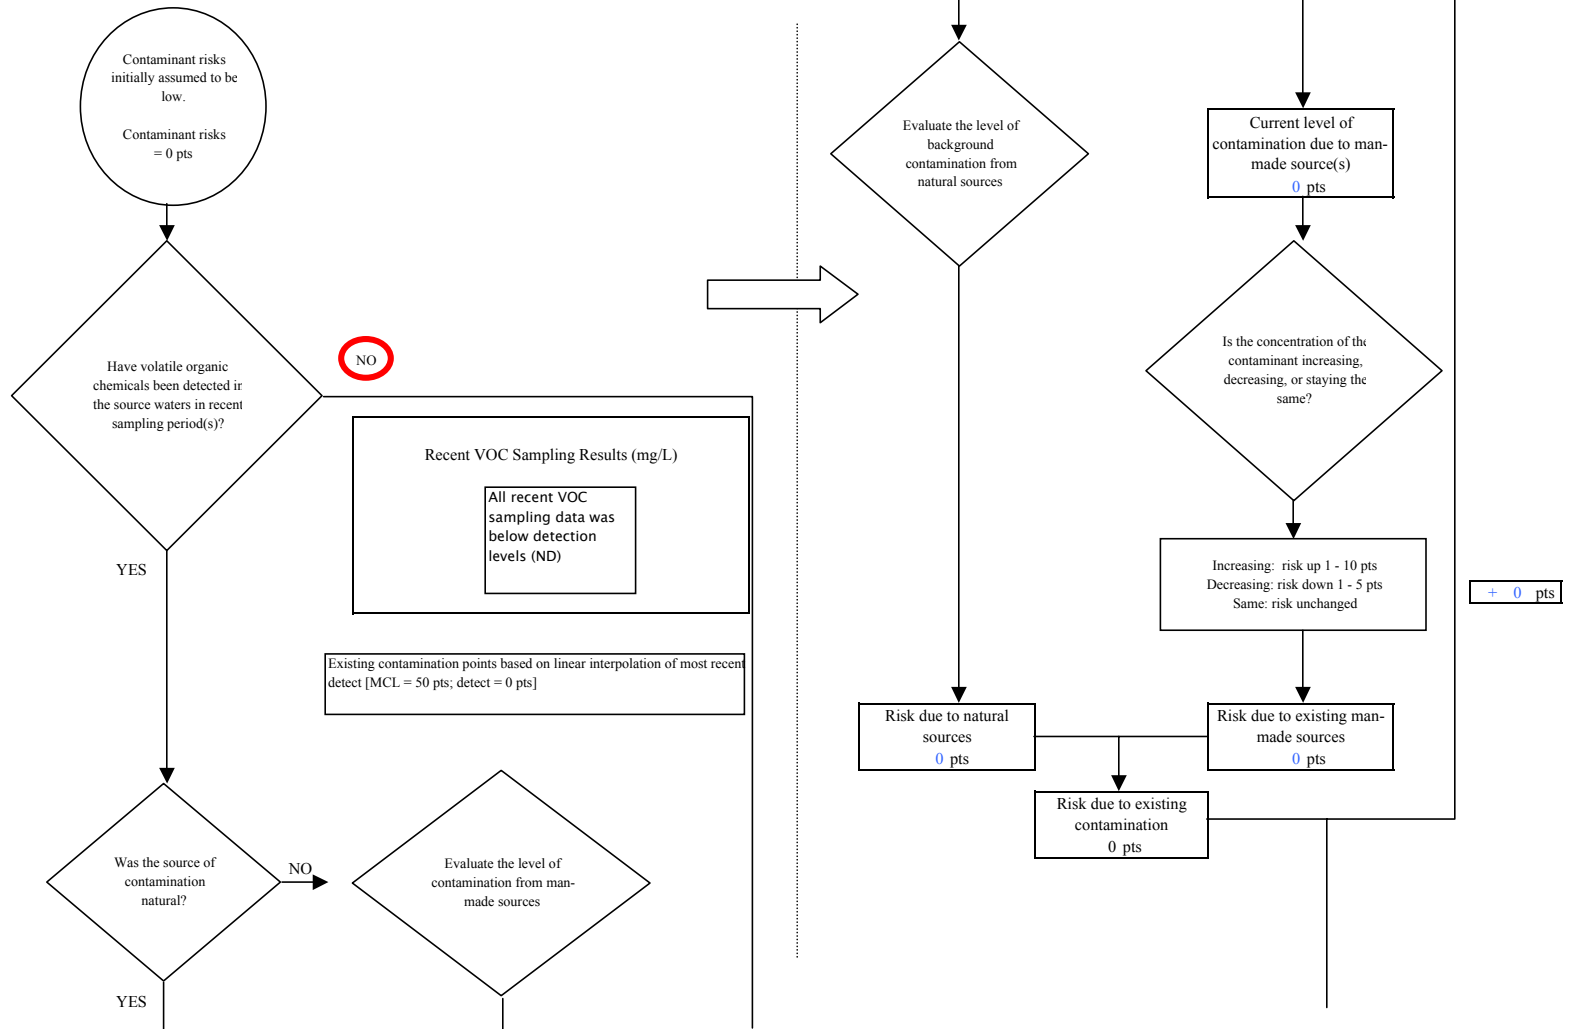 Contaminant risks
initially assumed to be
low.
Contaminant risks
= 0 pts
Have volatile organic
chemicals been detected in
the source waters in recent
sampling period(s)?
NO
Recent VOC Sampling Results (mg/L)
All recent VOC
sampling data was
below detection
levels (ND)
YES
Existing contamination points based on linear interpolation of most recent
detect [MCL = 50 pts; detect = 0 pts]
Was the source of
contamination
natural?
NO
Evaluate the level of
contamination from man-
made sources
YES
Evaluate the level of
background
contamination from
natural sources
Current level of
contamination due to man-
made source(s)
0 pts
Is the concentration of the
contaminant increasing,
decreasing, or staying the
same?
Increasing: risk up 1 - 10 pts
Decreasing: risk down 1 - 5 pts
Same: risk unchanged
+ 0 pts
Risk due to natural
sources
0 pts
Risk due to existing man-
made sources
0 pts
Risk due to existing
contamination
0 pts